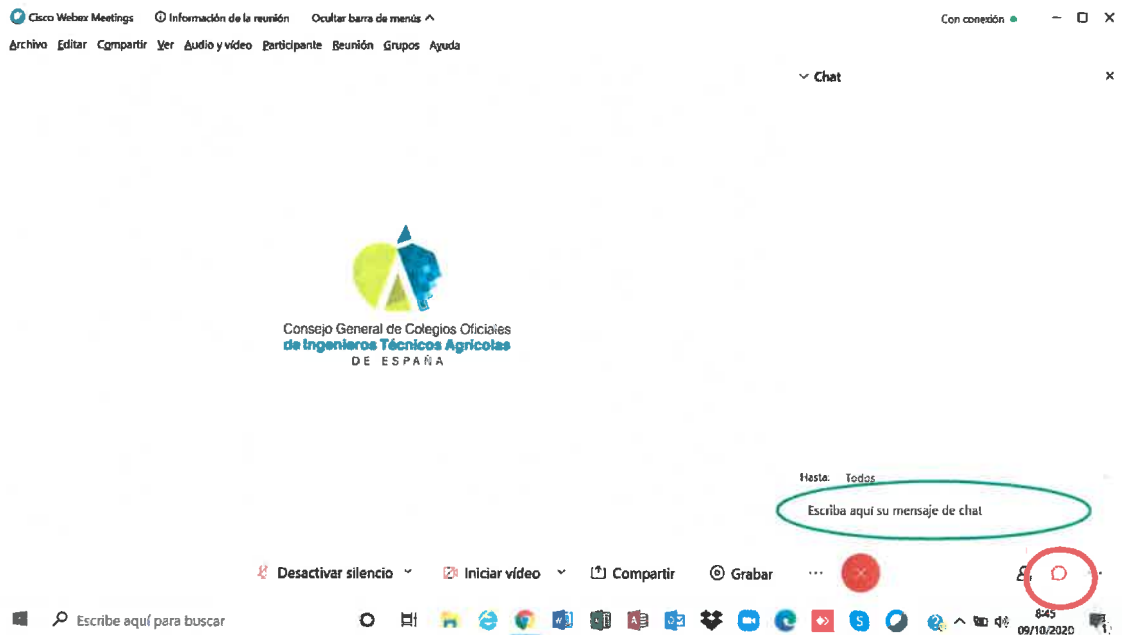 Cisco Webex Meetings Información de la reunión Ocultar barra de menús Con conexión
Archivo Editar Compartir Ver Audio y vídeo Participante Reunión Grupos Ayuda
Chat
Consejo General de Colegios Oficiales
de Ingenieros Técnicos Agrícolas
DE ESPAÑA
Hasta: Todos
Escriba aquí su mensaje de chat
Desactivar silencio Iniciar vídeo Compartir Grabar
Escribe aquí para buscar
8:45
09/10/2020